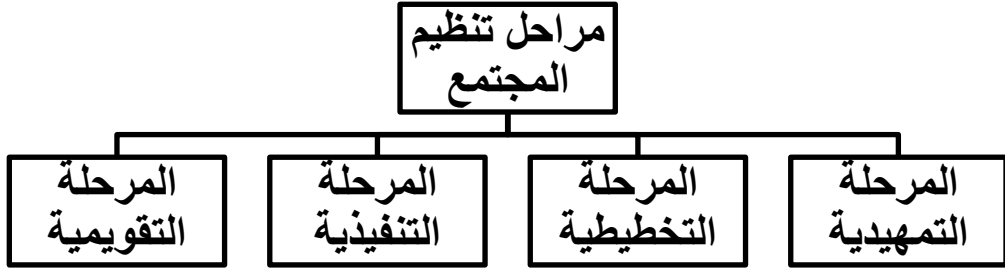 مراحل تنظيم
المجتمع
المرحلة
التمهيدية
المرحلة
التخطيطية
المرحلة
التنفيذية
المرحلة
التقويمية